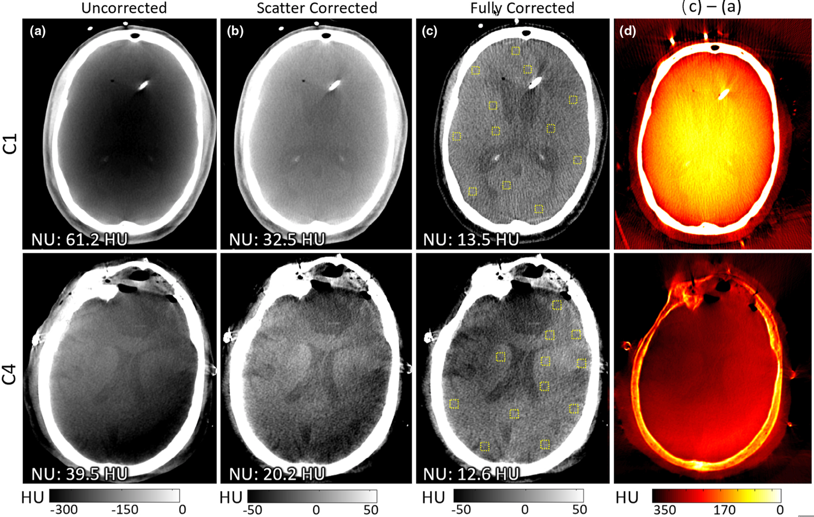 Uncorrected
Scatter Corrected
Fully Corrected
(c) – (a)
C1
(a)
(b)
(c)
(d)
NU: 61.2 HU
NU: 32.5 HU
NU: 13.5 HU
C4
NU: 39.5 HU
NU: 20.2 HU
NU: 12.6 HU
HU
-300 -150 0
HU
-50 0 50
HU
-50 0 50
HU
350 170 0